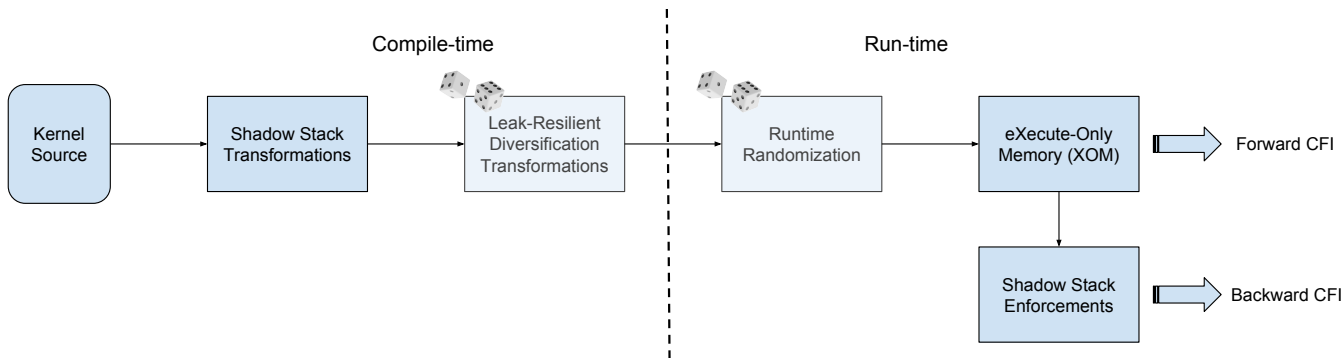 Compile-time
Run-time
Kernel
Source
Shadow Stack
Transformations
Leak-Resilient
Diversification
Transformations
Runtime
Randomization
eXecute-Only
Memory (XOM)
Forward CFI
Shadow Stack
Enforcements
Backward CFI